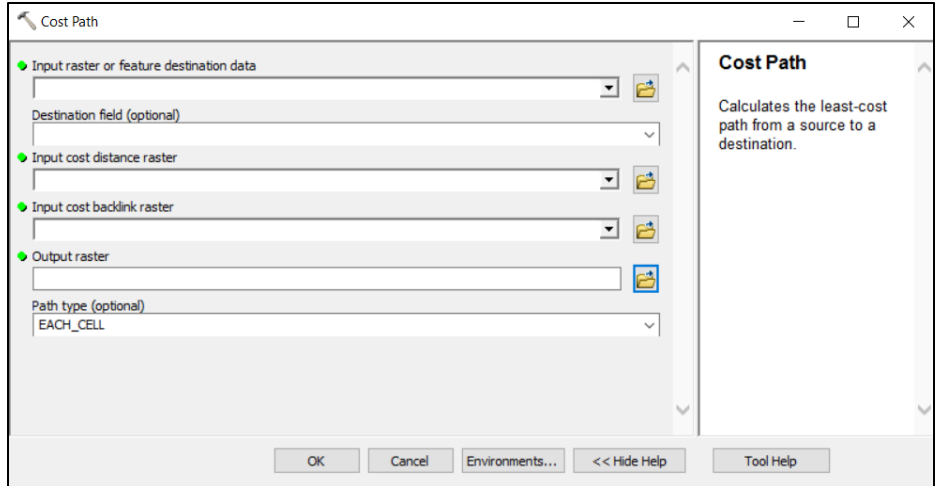 Cost Path
Input raster or feature destination data
Destination field (optional)
Input cost distance raster
Input cost backlink raster
Output raster
Path type (optional)
EACH_CELL
Cost Path
Calculates the least-cost
path from a source to a
destination.
OK Cancel Environments... << Hide Help Tool Help